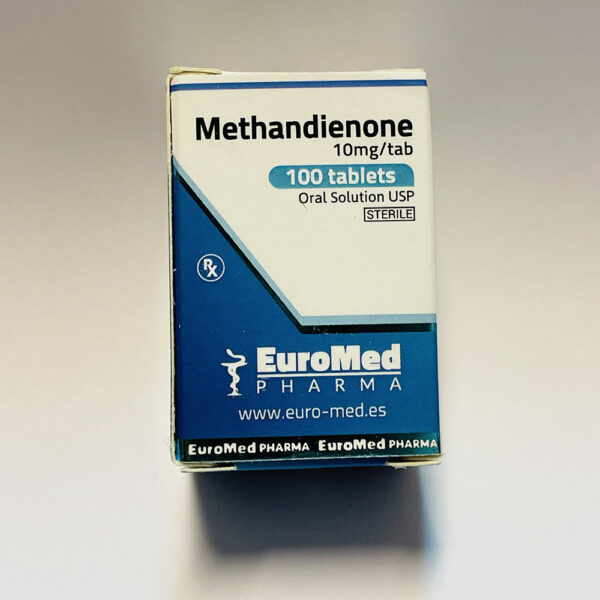 Methandienone
10mg/tab
100 tablets
Oral Solution USP
STERILE
Rx
EuroMed
PHARMA
www.euro-med.es
EuroMed PHARMA EuroMed PHARMA